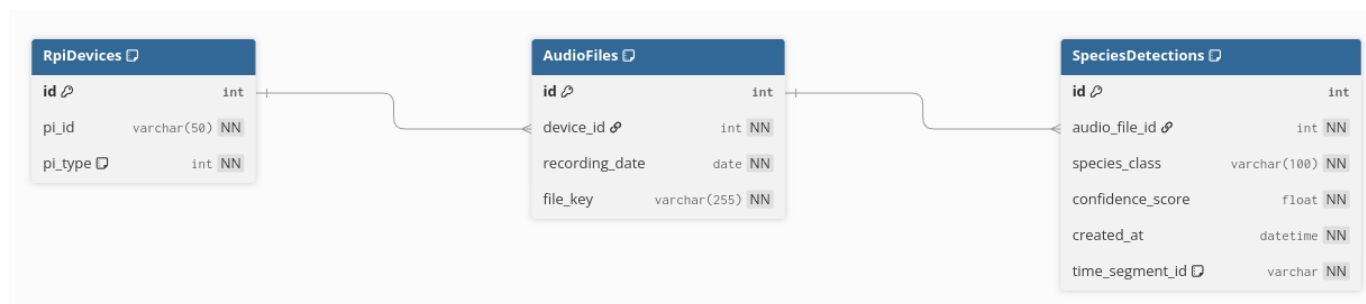 RpiDevices
id int
pi_id varchar(50) NN
pi_type int NN
AudioFiles
id int
device_id int NN
recording_date date NN
file_key varchar(255) NN
SpeciesDetections
id int
audio_file_id int NN
species_class varchar(100) NN
confidence_score float NN
created_at datetime NN
time_segment_id varchar NN